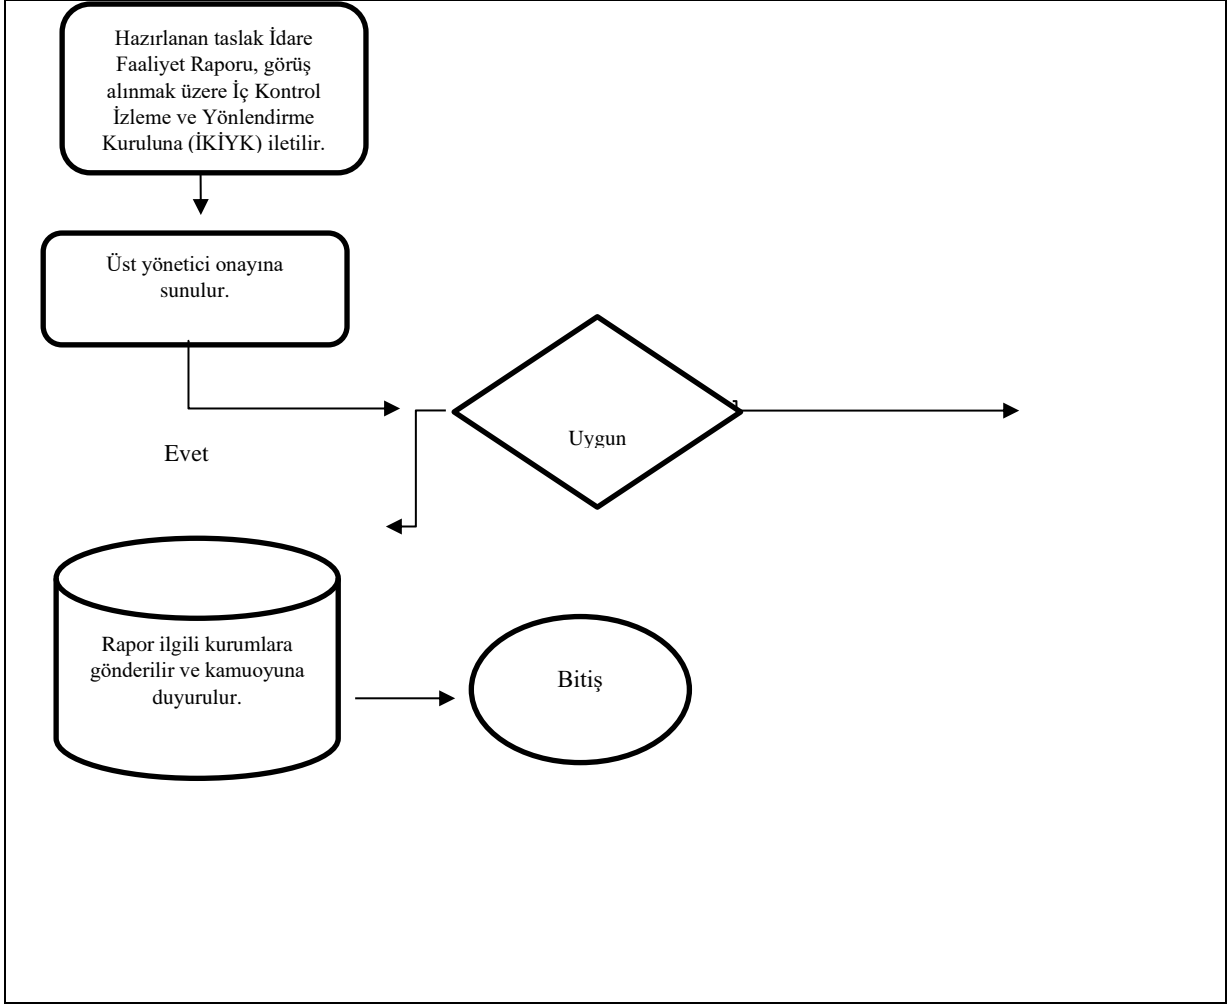 Hazırlanan taslak İdare
Faaliyet Raporu, görüş
alınmak üzere İç Kontrol
İzleme ve Yönlendirme
Kuruluna (İKİYK) iletilir.
Üst yönetici onayına
sunulur.
Uygun
Evet
Rapor ilgili kurumlara
gönderilir ve kamuoyuna
duyurulur.
Bitiş